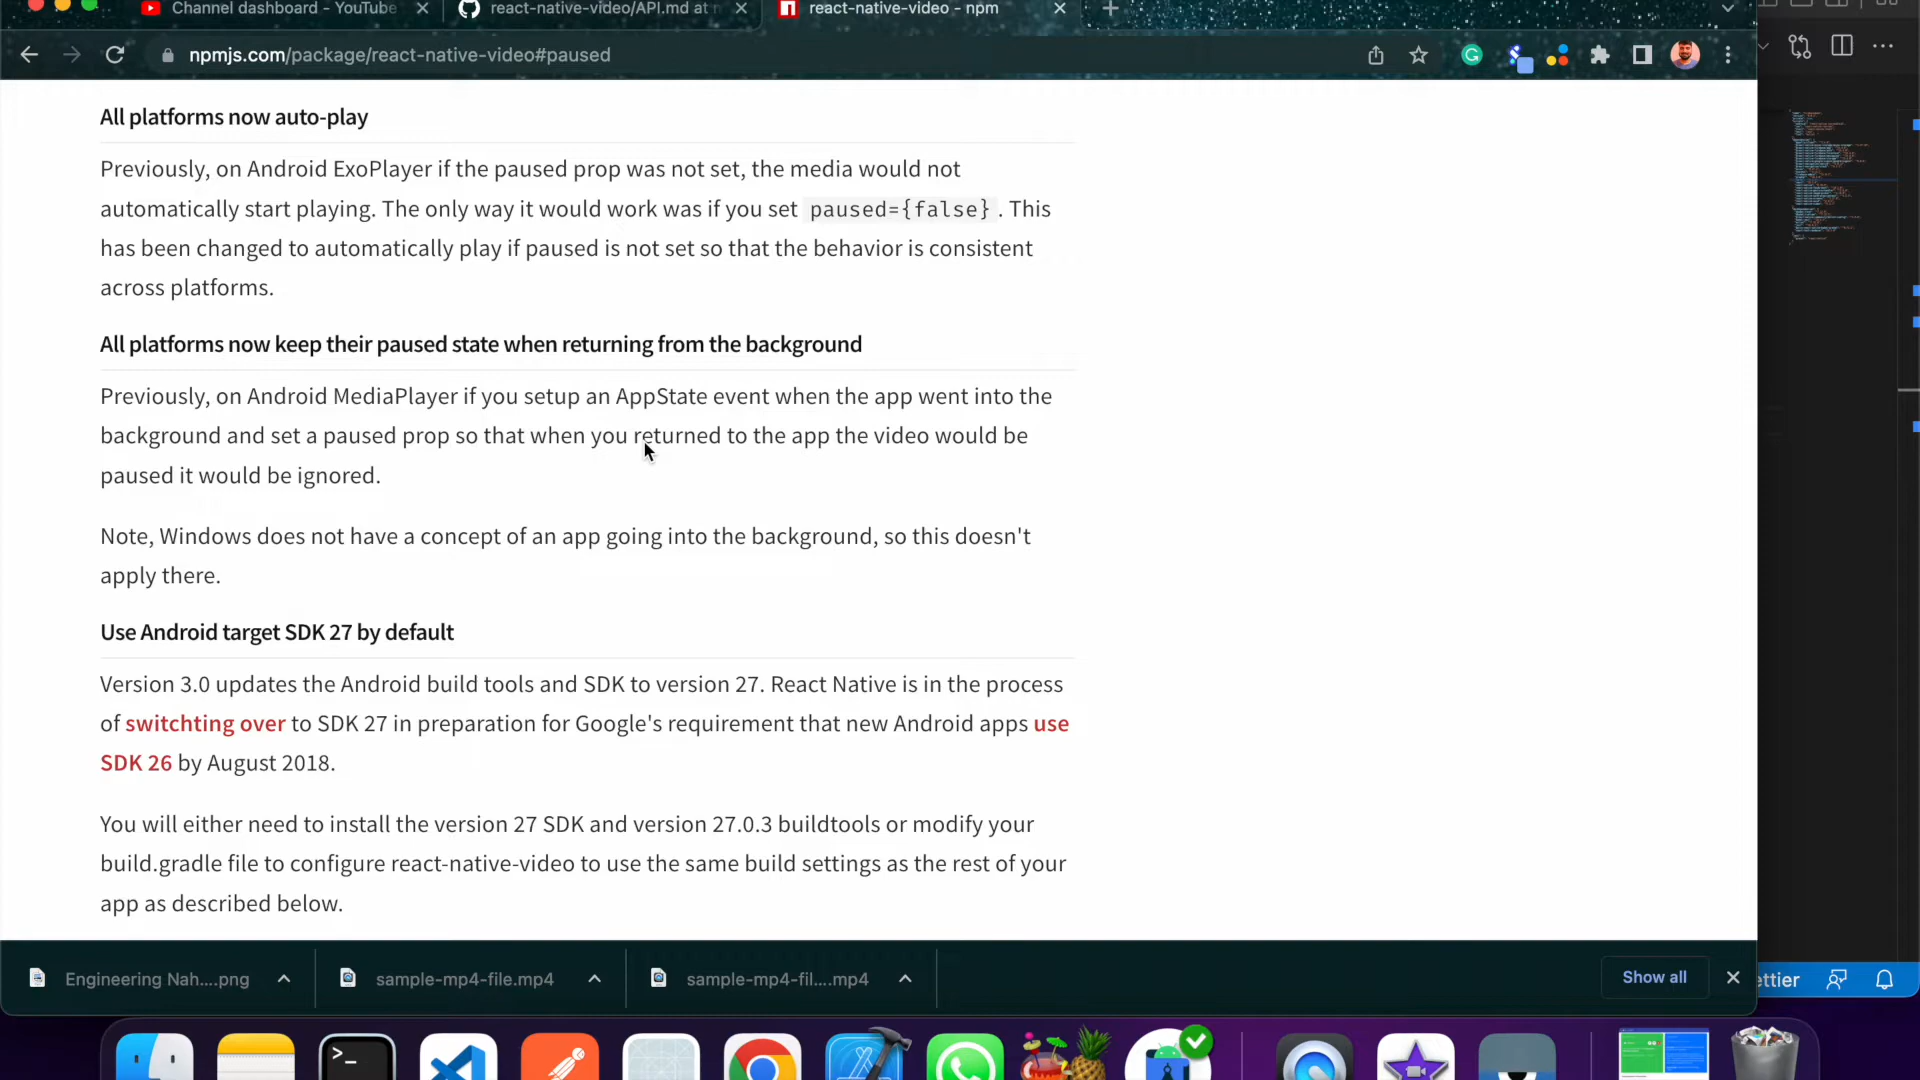 Channel dashboard - YouTube
react-native-video/API.md at r
react-native-video - npm
npmjs.com/package/react-native-video#paused
All platforms now auto-play
Previously, on Android ExoPlayer if the paused prop was not set, the media would not
automatically start playing. The only way it would work was if you set paused={false} . This
has been changed to automatically play if paused is not set so that the behavior is consistent
across platforms.
All platforms now keep their paused state when returning from the background
Previously, on Android MediaPlayer if you setup an AppState event when the app went into the
background and set a paused prop so that when you returned to the app the video would be
paused it would be ignored.
Note, Windows does not have a concept of an app going into the background, so this doesn't
apply there.
Use Android target SDK 27 by default
Version 3.0 updates the Android build tools and SDK to version 27. React Native is in the process
of switchting over to SDK 27 in preparation for Google's requirement that new Android apps use
SDK 26 by August 2018.
You will either need to install the version 27 SDK and version 27.0.3 buildtools or modify your
build.gradle file to configure react-native-video to use the same build settings as the rest of your
app as described below.
Engineering Nah....png
sample-mp4-file.mp4
sample-mp4-fil....mp4
Show all
ettier